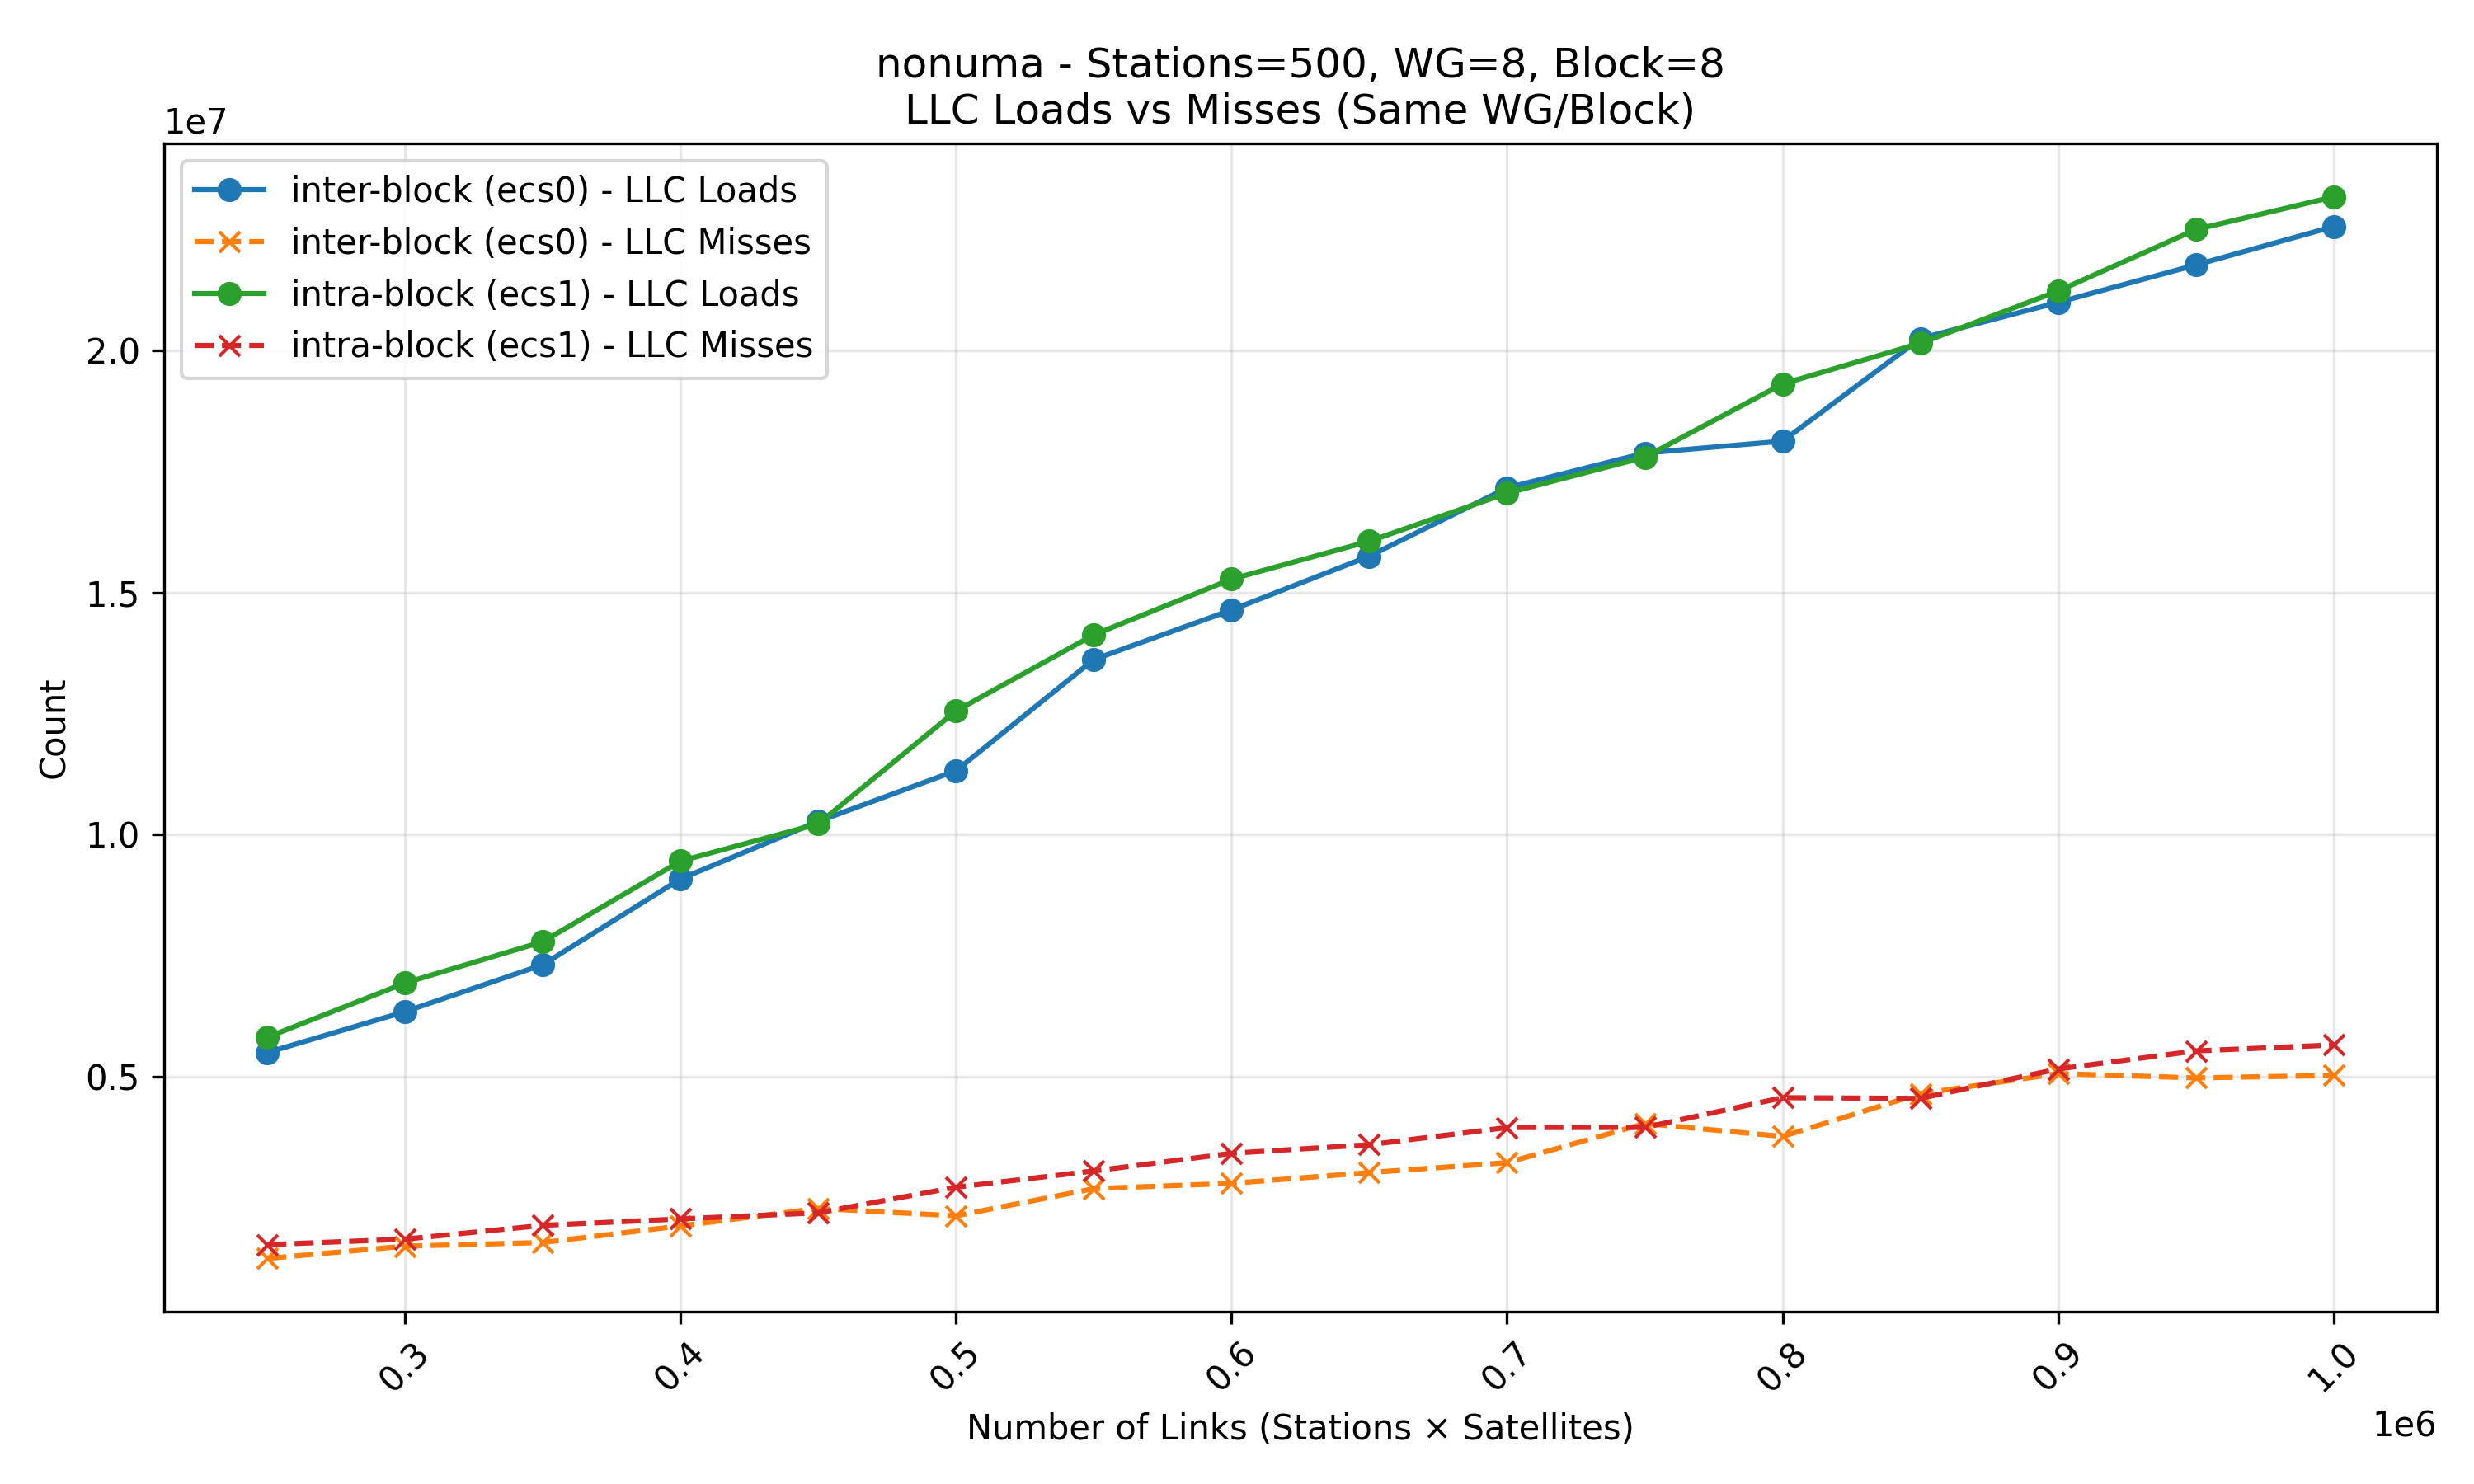 nonuma - Stations=500, WG=8, Block=8
LLC Loads vs Misses (Same WG/Block)
1e7
inter-block (ecs0) - LLC Loads
inter-block (ecs0) - LLC Misses
intra-block (ecs1) - LLC Loads
intra-block (ecs1) - LLC Misses
2.0
1.5
1.0
0.5
Count
0.3 0.4 0.5 0.6 0.7 0.8 0.9 1.0
Number of Links (Stations × Satellites)
1e6